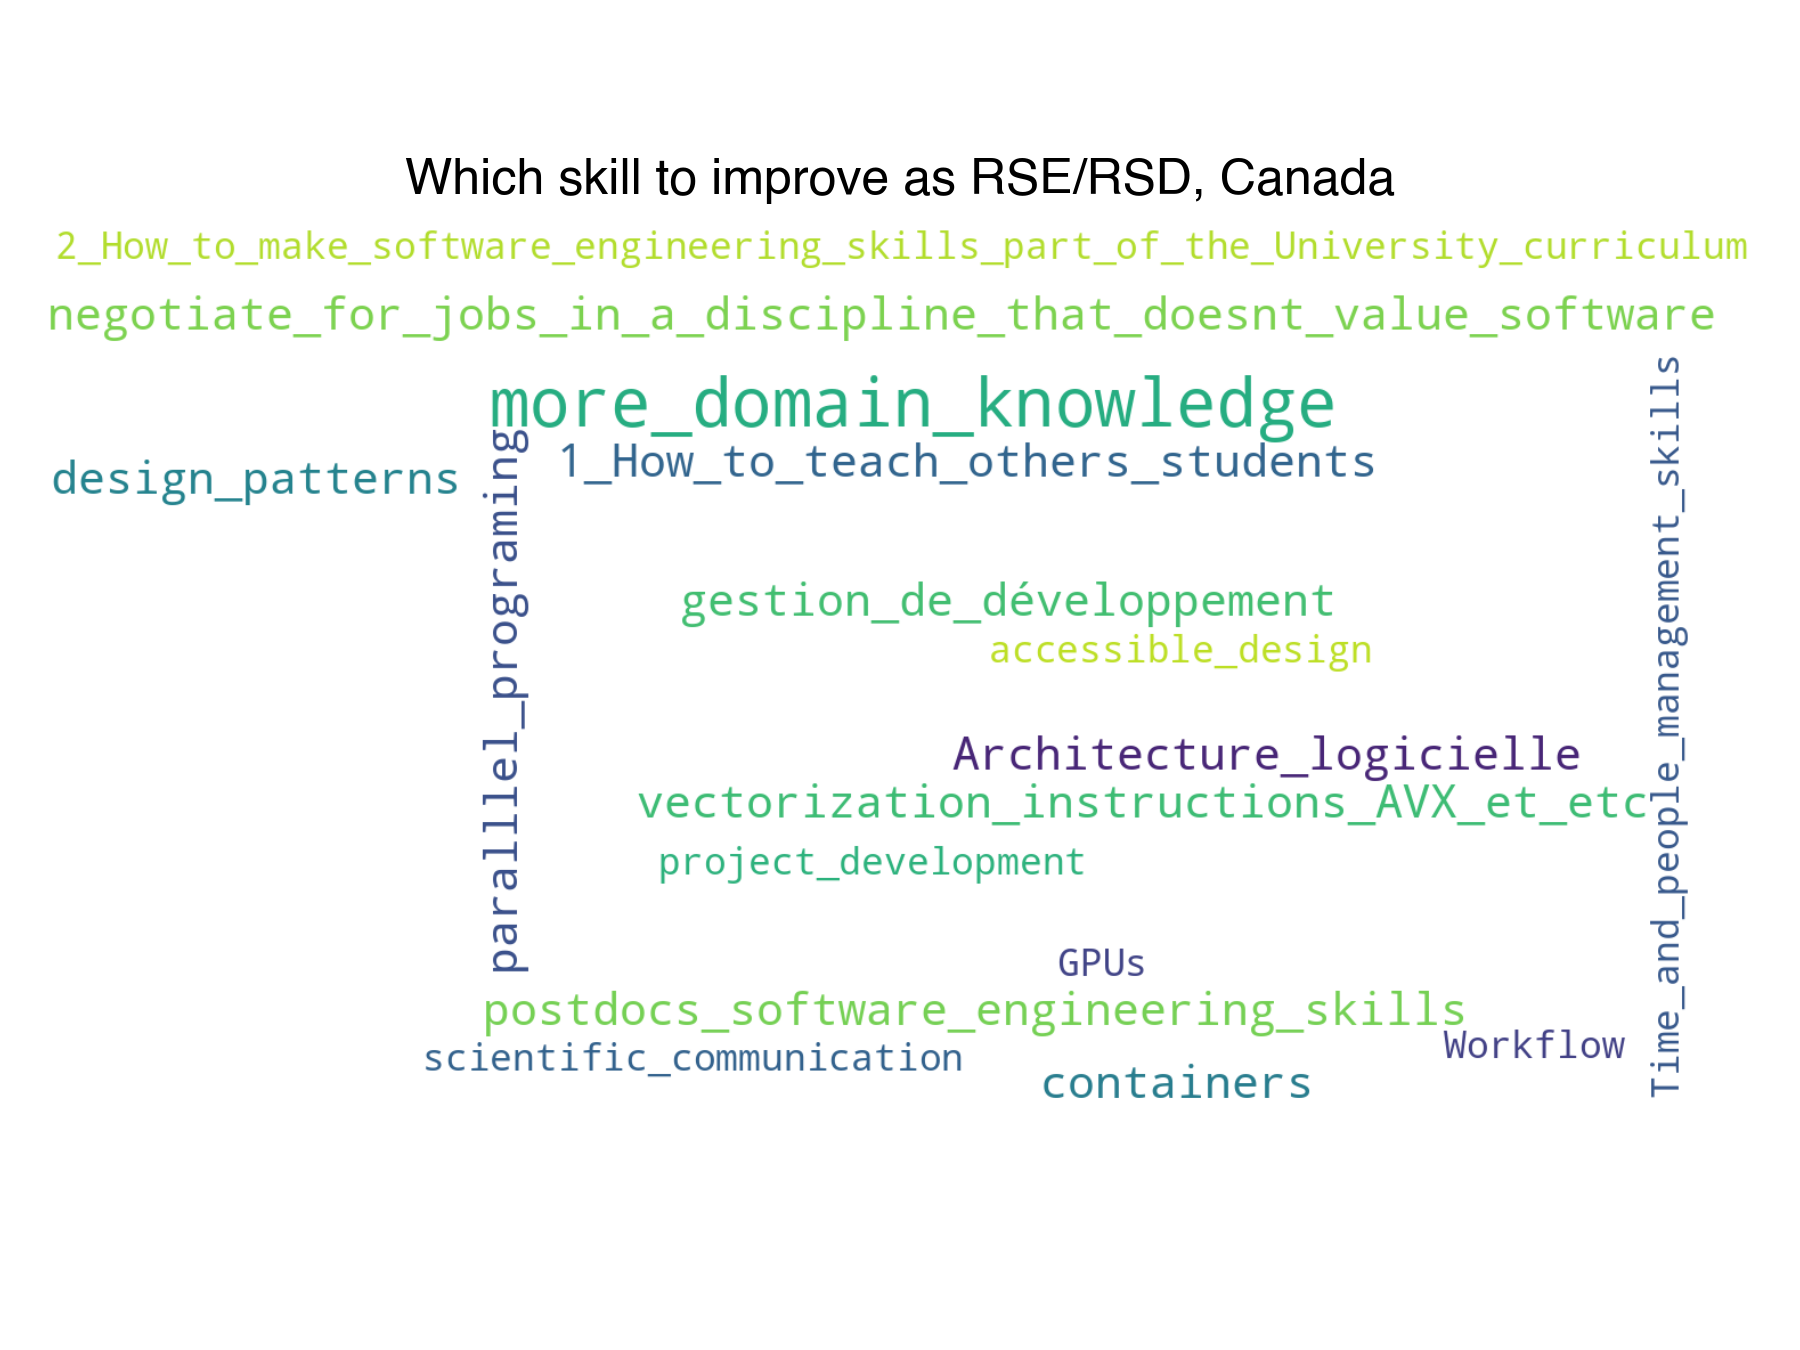 Which skill to improve as RSE/RSD, Canada
2_How_to_make_software_engineering_skills_part_of_the_University_curriculum
negotiate_for_jobs_in_a_discipline_that_doesnt_value_software
more_domain_knowledge
1_How_to_teach_others_students
design_patterns
parallel_programing
Time_and_people_management_skills
gestion_de_développement
accessible_design
Architecture_logicielle
vectorization_instructions_AVX_et_etc
project_development
GPUs
postdocs_software_engineering_skills
Workflow
scientific_communication
containers